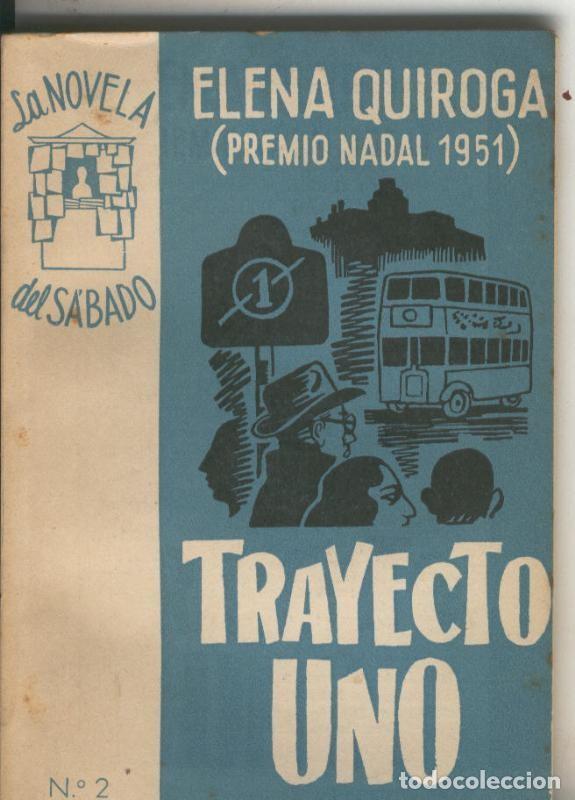 La NOVELA
del SÁBADO
ELENA QUIROGA
(PREMIO NADAL 1951)
1
TRAYECTO
UNO
N.º 2
todocoleccion